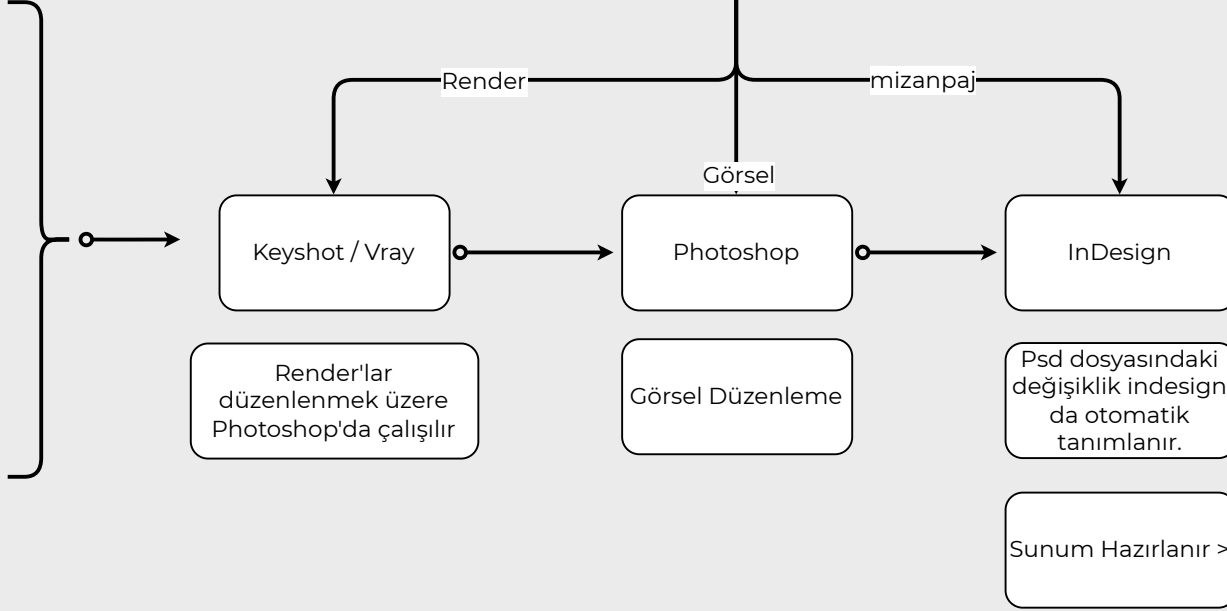 Render
mizanpaj
Görsel
Keyshot / Vray
Photoshop
InDesign
Render'lar
düzenlenmek üzere
Photoshop'da çalışılır
Görsel Düzenleme
Psd dosyasındaki
değişiklik indesign
da otomatik
tanımlanır.
Sunum Hazırlanır >